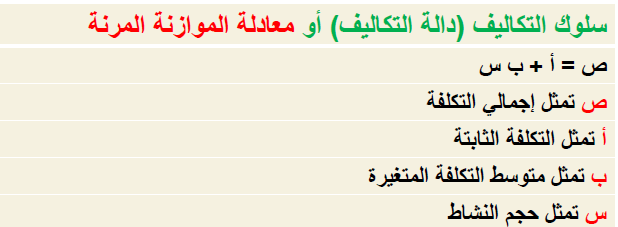 سلوك التكاليف (دالة التكاليف) أو معادلة الموازنة المرنة
ص = أ + ب س
ص تمثل إجمالي التكلفة
أ تمثل التكلفة الثابتة
ب تمثل متوسط التكلفة المتغيرة
س تمثل حجم النشاط